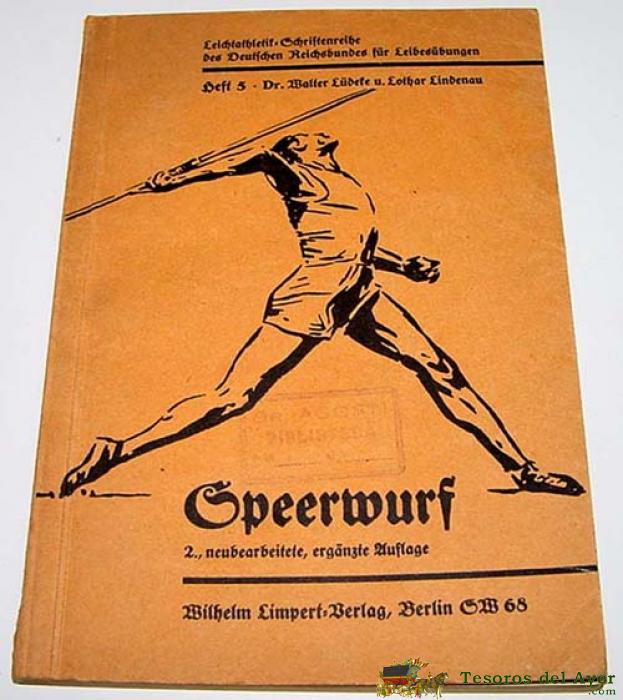 Leichtathletik-Schriftenreihe
des Deutschen Reichsbundes für Leibesübungen
Heft 5 · Dr. Walter Lüdeke u. Lothar Lindenau
BIBLIOTECA
Speerwurf
2., neubearbeitete, ergänzte Auflage
Wilhelm Limpert-Verlag, Berlin SW 68
Tesoros del Ayer